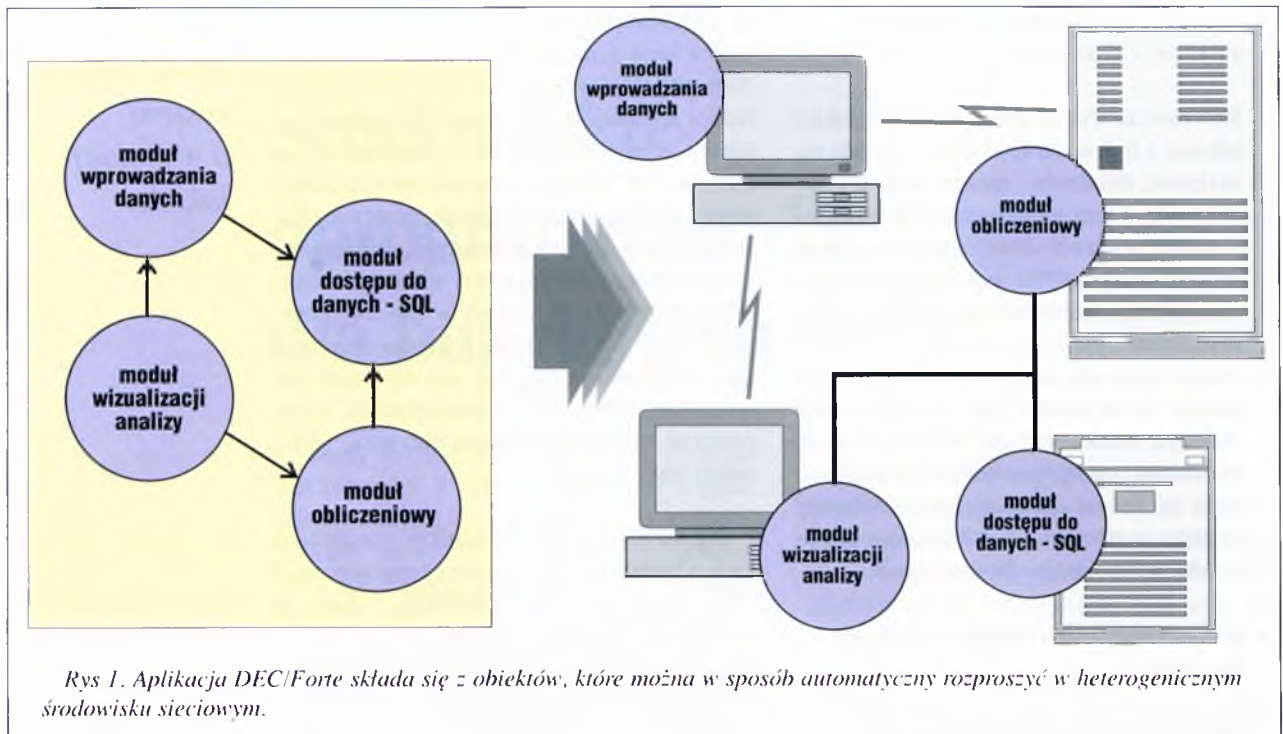 moduł
wprowadzania
danych
moduł
dostępu do
danych - SQL
moduł
wizualizacji
analizy
moduł
obliczeniowy
moduł
wprowadzania
danych
moduł
obliczeniowy
moduł
wizualizacji
analizy
moduł
dostępu do
danych - SQL
Rys 1. Aplikacja DEC/Forte składa się z obiektów, które można w sposób automatyczny rozproszyć w heterogenicznym
środowisku sieciowym.